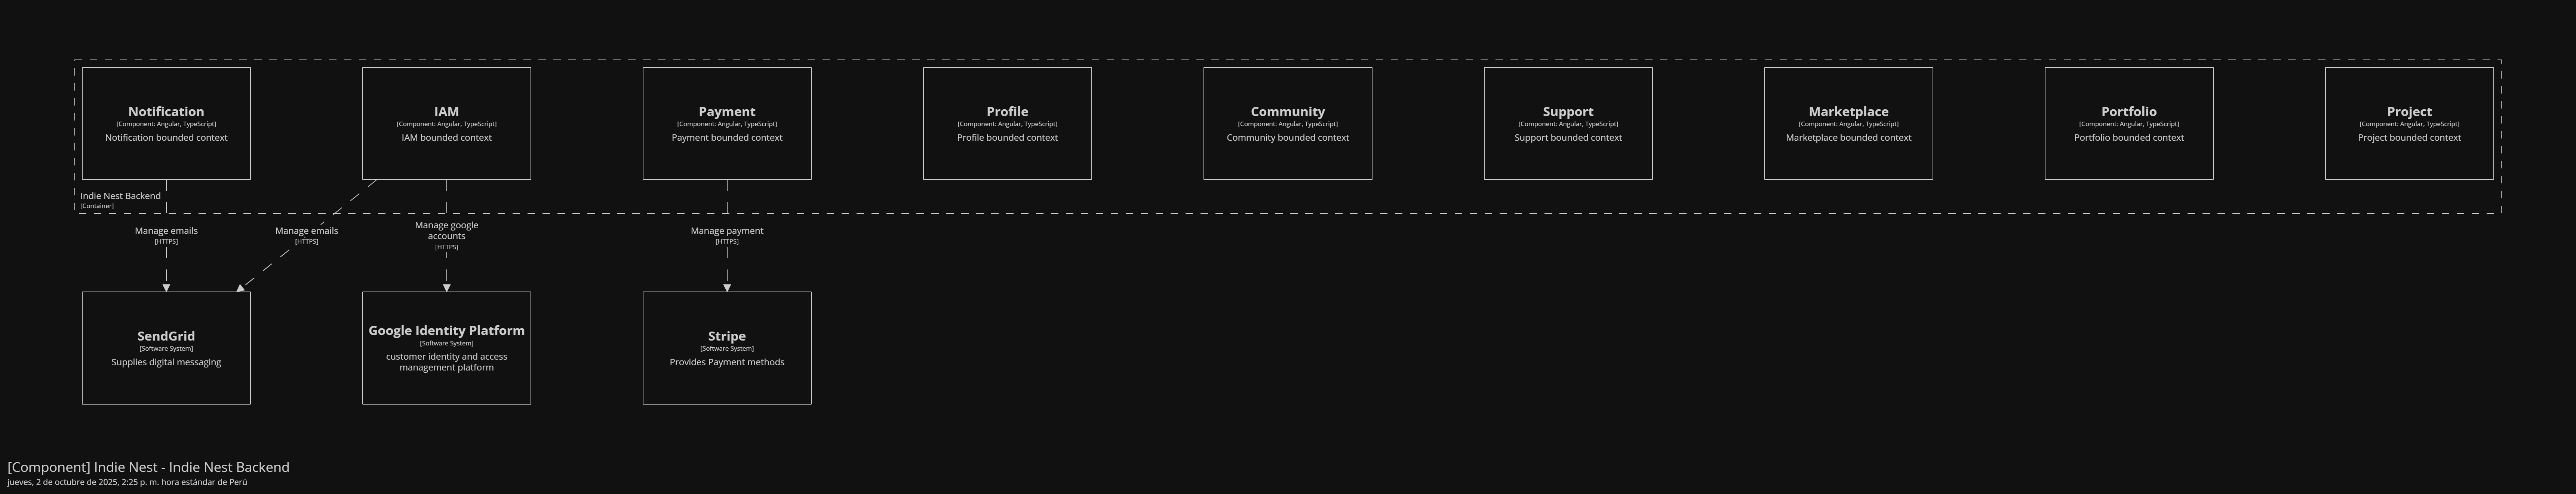 Notification
[Component: Angular, TypeScript]
Notification bounded context
IAM
[Component: Angular, TypeScript]
IAM bounded context
Payment
[Component: Angular, TypeScript]
Payment bounded context
Profile
[Component: Angular, TypeScript]
Profile bounded context
Community
[Component: Angular, TypeScript]
Community bounded context
Support
[Component: Angular, TypeScript]
Support bounded context
Marketplace
[Component: Angular, TypeScript]
Marketplace bounded context
Portfolio
[Component: Angular, TypeScript]
Portfolio bounded context
Project
[Component: Angular, TypeScript]
Project bounded context
Indie Nest Backend
[Container]
Manage emails
[HTTPS]
Manage emails
[HTTPS]
Manage google
accounts
[HTTPS]
Manage payment
[HTTPS]
SendGrid
[Software System]
Supplies digital messaging
Google Identity Platform
[Software System]
customer identity and access
management platform
Stripe
[Software System]
Provides Payment methods
[Component] Indie Nest - Indie Nest Backend
jueves, 2 de octubre de 2025, 2:25 p. m. hora estándar de Perú